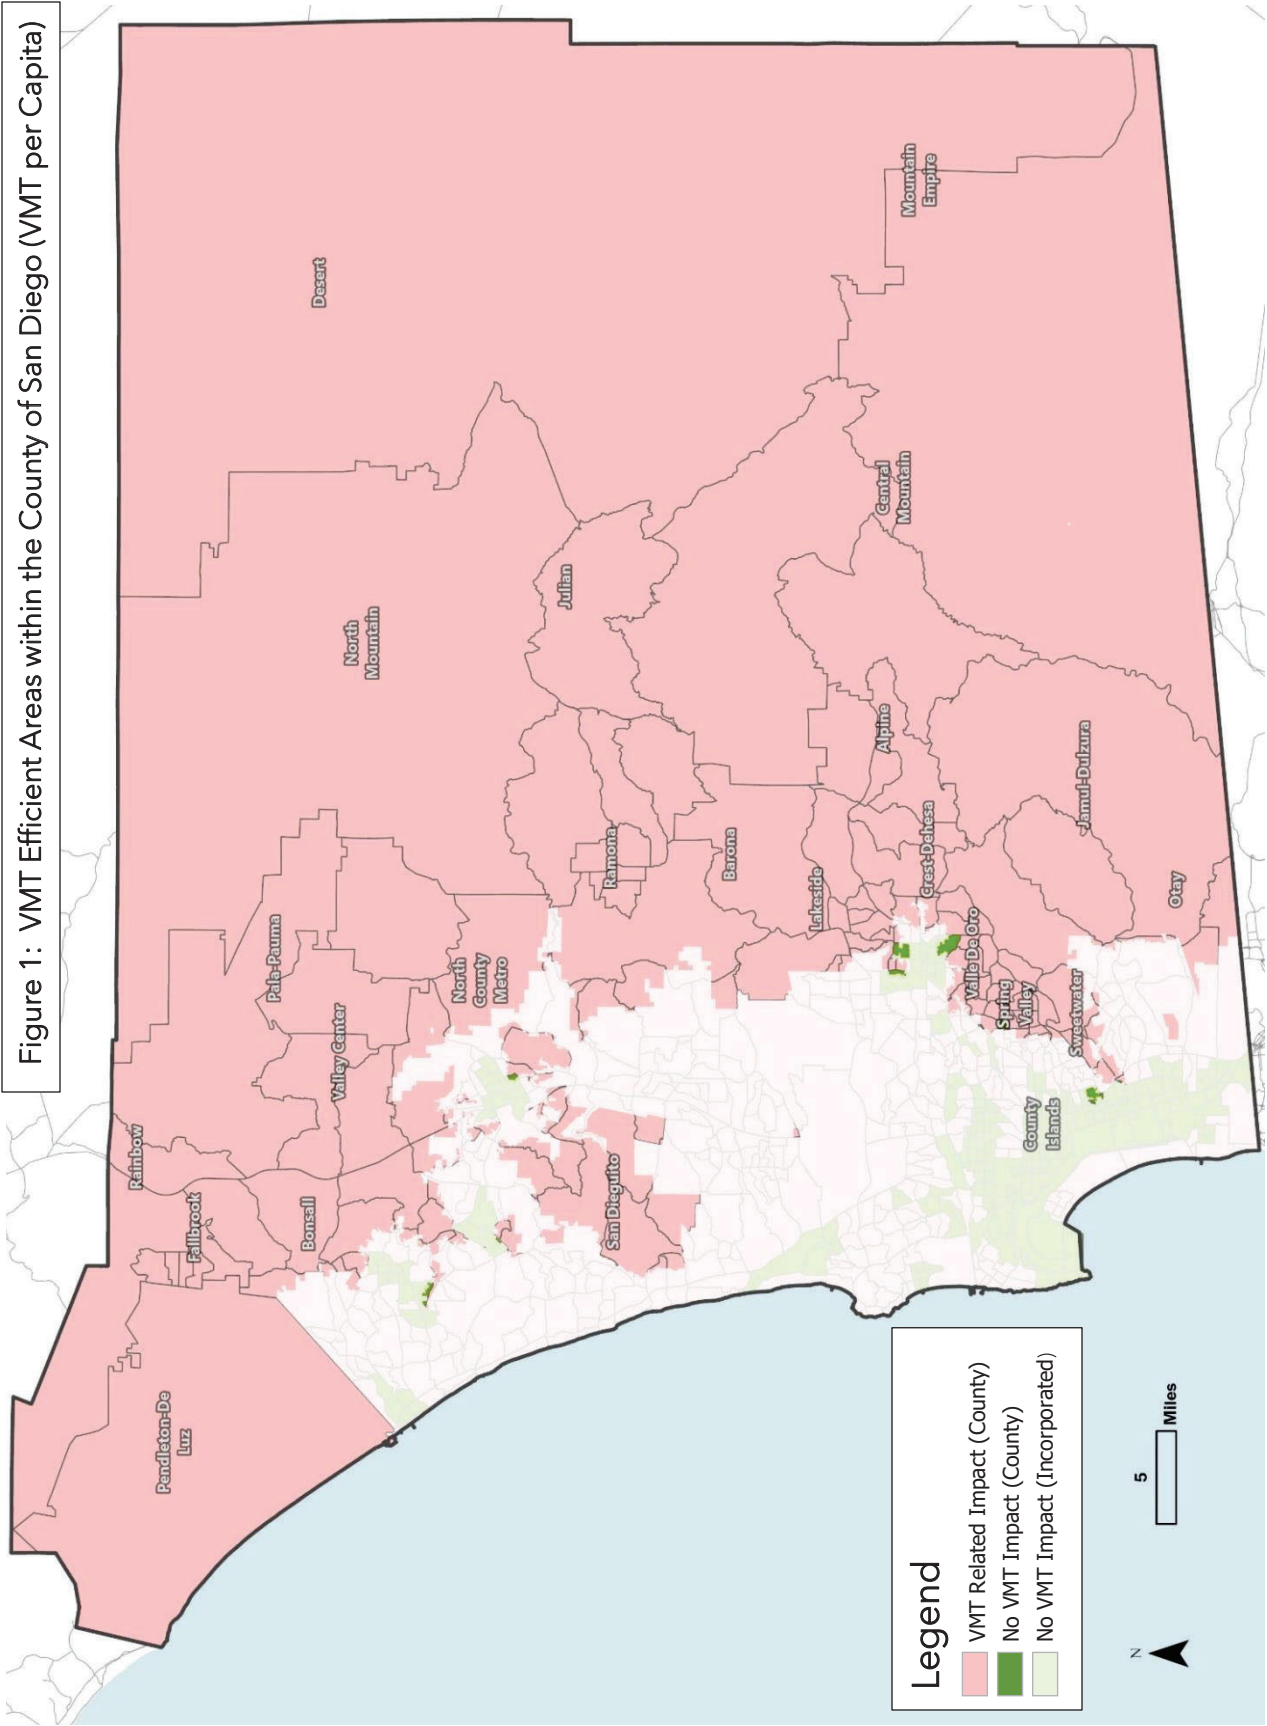 Figure 1: VMT Efficient Areas within the County of San Diego (VMT per Capita)
Pendleton-De
Luz
Fallbrook
Rainbow
Bonsall
Valley Center
Pala-Pauma
North
Mountain
Desert
North
County
Metro
San Dieguito
Ramona
Julian
Barona
Lakeside
Alpine
Central
Mountain
Mountain
Empire
Crest-Dehesa
Valle De Oro
Spring
Valley
Sweetwater
County
Islands
Jamul-Dulzura
Otay
Legend
VMT Related Impact (County)
No VMT Impact (County)
No VMT Impact (Incorporated)
N
5
Miles